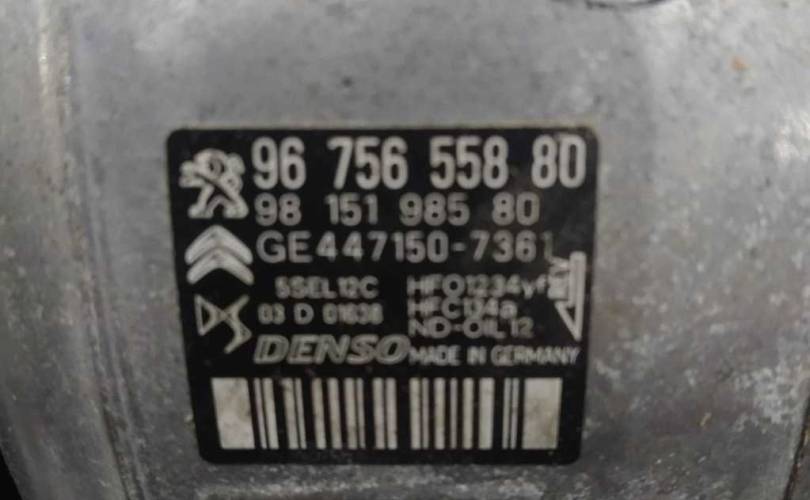 96 756 558 80
98 151 985 80
GE447150-7361
5SEL12C HFO1234yf
03 D 01638 HFC134a
ND-OIL 12
DENSO MADE IN GERMANY